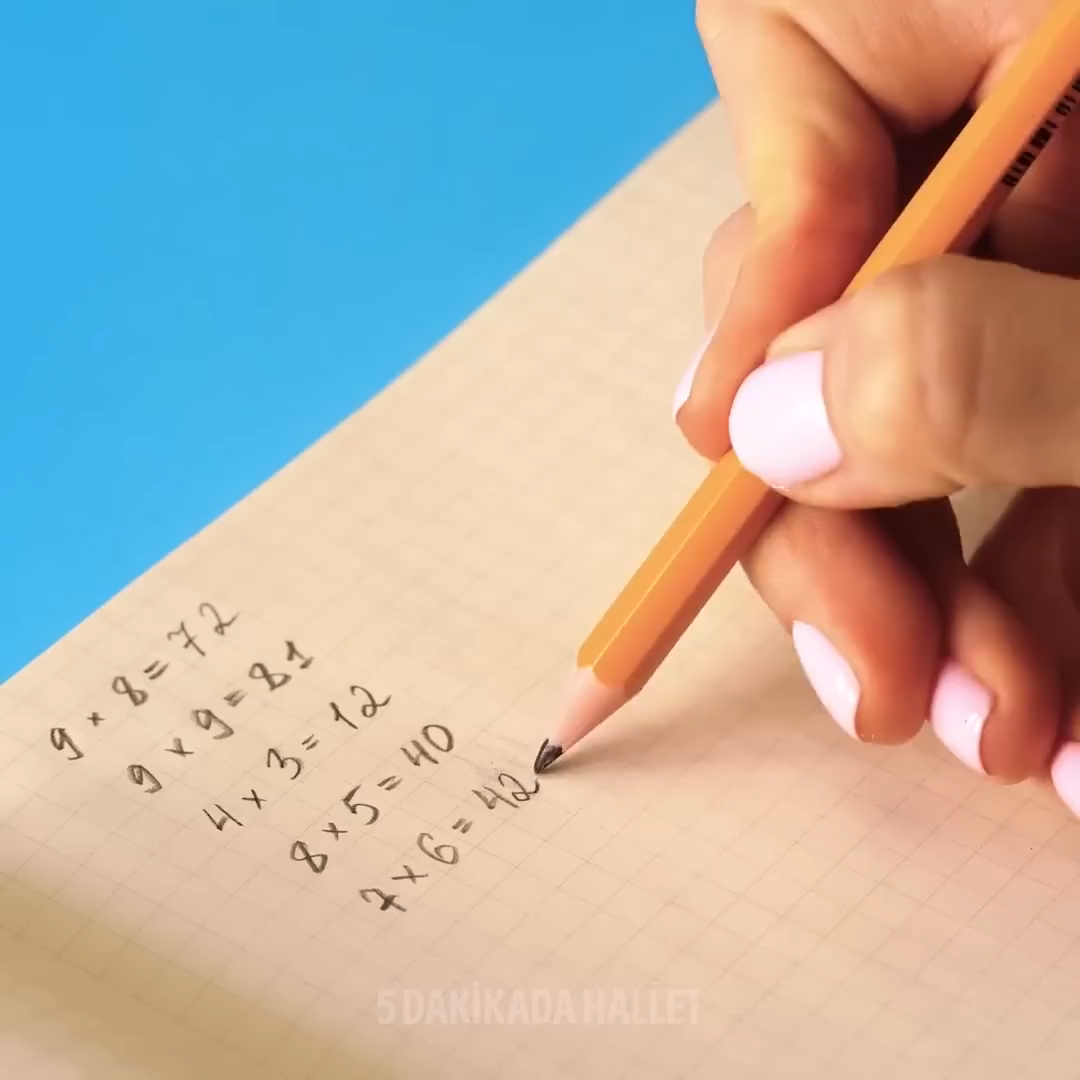 9 × 8 = 72
9 × 9 = 81
4 × 3 = 12
8 × 5 = 40
7 × 6 = 42
5 DAKİKADA HALLET